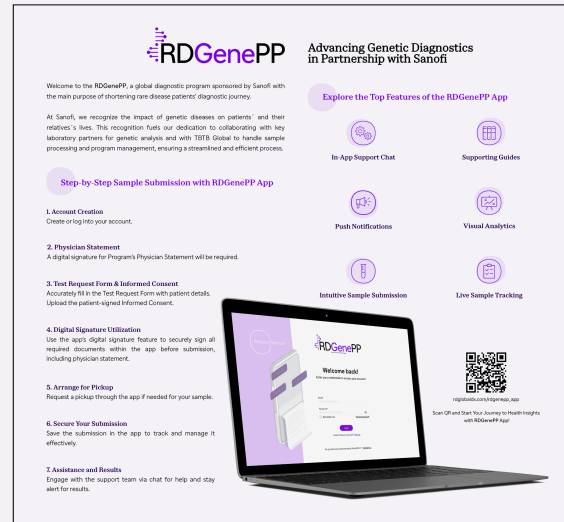 RDGenePP
Advancing Genetic Diagnostics
in Partnership with Sanofi
Welcome to the RDGenePP, a global diagnostic program sponsored by Sanofi with
the main purpose of shortening rare disease patients' diagnostic journey.
At Sanofi, we recognize the impact of genetic diseases on patients´ and their
relatives´s lives. This recognition fuels our dedication to collaborating with key
laboratory partners for genetic analysis and with TBTB Global to handle sample
processing and program management, ensuring a streamlined and efficient process.
Step-by-Step Sample Submission with RDGenePP App
1. Account Creation
Create or log into your account.
2. Physician Statement
A digital signature for Program's Physician Statement will be required.
3. Test Request Form & Informed Consent
Accurately fill in the Test Request Form with patient details.
Upload the patient-signed Informed Consent.
4. Digital Signature Utilization
Use the app's digital signature feature to securely sign all
required documents within the app before submission,
including physician statement.
5. Arrange for Pickup
Request a pickup through the app if needed for your sample.
6. Secure Your Submission
Save the submission in the app to track and manage it
effectively.
7. Assistance and Results
Engage with the support team via chat for help and stay
alert for results.
Explore the Top Features of the RDGenePP App
In-App Support Chat
Supporting Guides
Push Notifications
Visual Analytics
Intuitive Sample Submission
Live Sample Tracking
RDGenePP
Welcome back!
rdglobaldx.com/rdgenepp_app
Scan QR and Start Your Journey to Health Insights
with RDGenePP App!